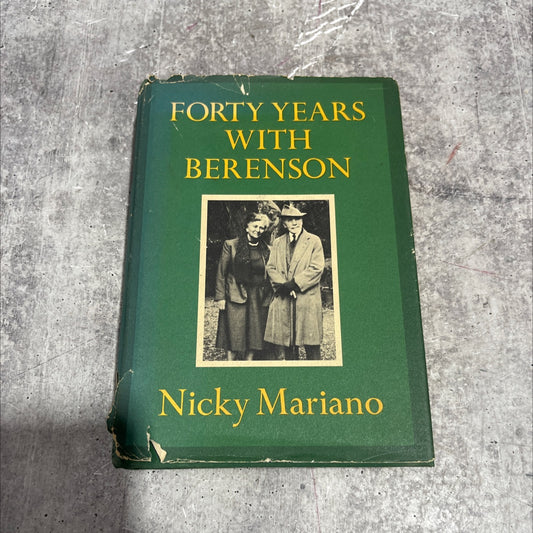 FORTY YEARS
WITH
BERENSON
Nicky Mariano